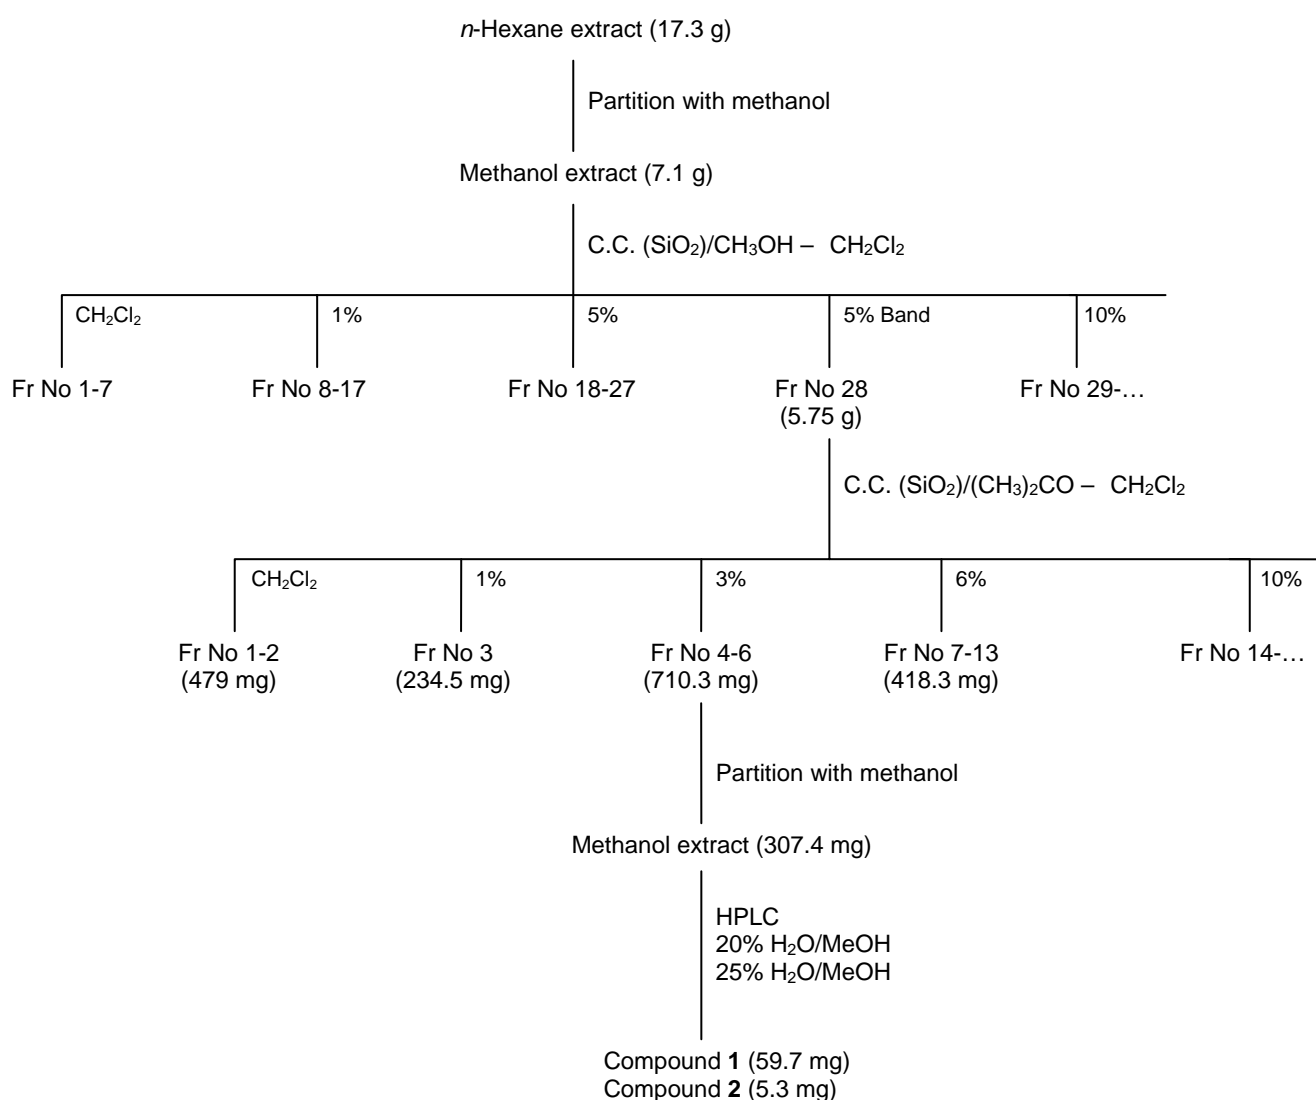 n-Hexane extract (17.3 g)
Partition with methanol
Methanol extract (7.1 g)
C.C. (SiO₂)/CH₃OH – CH₂Cl₂
CH₂Cl₂
1%
5%
5% Band
10%
Fr No 1-7
Fr No 8-17
Fr No 18-27
Fr No 28
(5.75 g)
Fr No 29-…
C.C. (SiO₂)/(CH₃)₂CO – CH₂Cl₂
CH₂Cl₂
1%
3%
6%
10%
Fr No 1-2
(479 mg)
Fr No 3
(234.5 mg)
Fr No 4-6
(710.3 mg)
Fr No 7-13
(418.3 mg)
Fr No 14-…
Partition with methanol
Methanol extract (307.4 mg)
HPLC
20% H₂O/MeOH
25% H₂O/MeOH
Compound 1 (59.7 mg)
Compound 2 (5.3 mg)